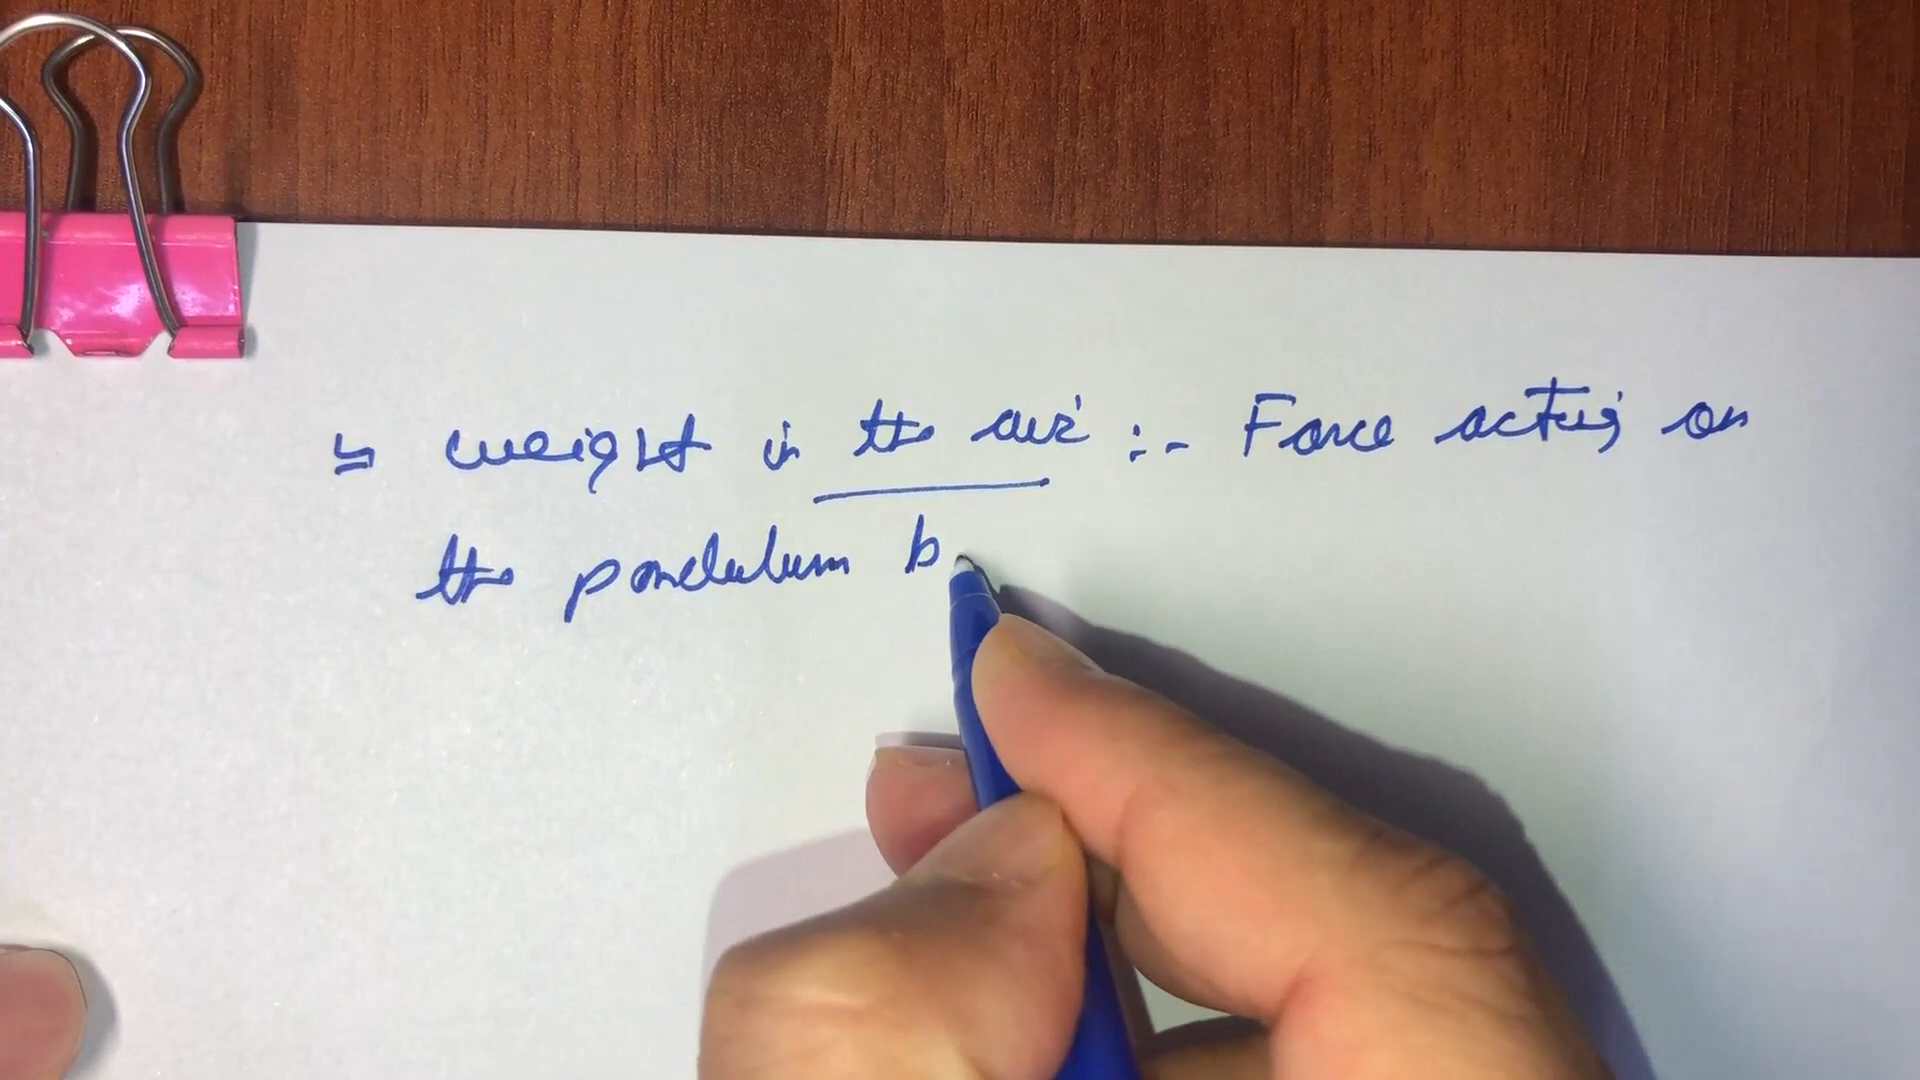 ↳ weight in the air :- Force acting on
the pendulum b